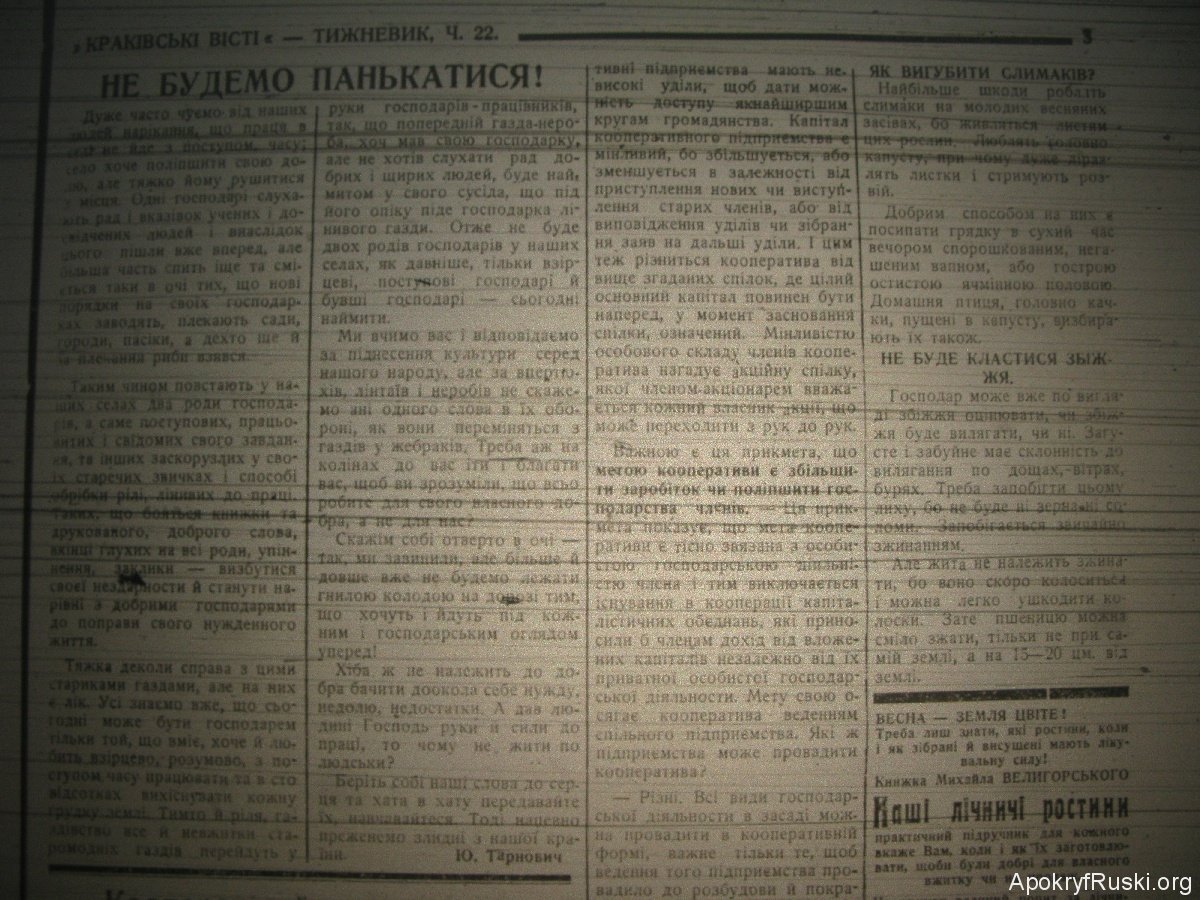 „КРАКІВСЬКІ ВІСТІ“ — ТИЖНЕВИК, Ч. 22.
3
НЕ БУДЕМО ПАНЬКАТИСЯ!
Дуже часто чуємо від наших
людей нарікання, що праця в
селі не йде з поступом, часу;
село хоче поліпшити свою до-
лю, але тяжко йому рушитися
з місця. Одні господарі слуха-
ють рад і вказівок учених і до-
свідчених людей і внаслідок
цього пішли вже вперед, але
більша часть спить іще та смі-
ється таки в очі тих, що нові
порядки на своїх господар-
ках заводять, плекають сади,
городи, пасіки, а дехто ще й
за плекання риби взявся.
Таким чином повстають у на-
ших селах два роди господа-
рів, а саме поступових, працьо-
витих і свідомих свого завдан-
ня, та інших заскорузлих у сво-
їх старечих звичках і способі
обрібки рілі, лінивих до праці.
Таких, що бояться книжки та
друкованого, доброго слова,
глухих на всі роди, упім-
нення, заклики — визбутися
своєї нездарности й станути на-
рівні з добрими господарями
до поправи свого нужденного
життя.
Тяжка деколи справа з цими
стариками газдами, але на них
є лік. Усі знаємо вже, що сьо-
годні може бути господарем
тільки той, що вміє, хоче й лю-
бить взірцево, розумово, з по-
ступом часу працювати та в сто
відсотках вихіснувати кожну
грудку землі. Тимто й ріля, га-
здівство все й невжитки ста-
ромодніх газдів перейдуть у
руки господарів-працівників,
так, що попередній газда-неро-
ба, хоч мав свою господарку,
але не хотів слухати рад до-
брих і щирих людей, буде най-
митом у свого сусіда, що під
його опіку піде господарка лі-
нивого газди. Отже не буде
двох родів господарів у наших
селах, як давніше, тільки взір-
цеві, поступові господарі й
бувші господарі — сьогодні
наймити.
Ми вчимо вас і відповідаємо
за піднесення культури серед
нашого народу, але за вперtю-
хів, лінтаїв і неробів не скаже-
мо ані одного слова в їх обо-
роні, як вони переміняться з
газдів у жебраків. Треба аж на
колінах до вас іти і благати
вас, щоб ви зрозуміли, що всьо
робите для свого власного до-
бра, а не для нас?
Скажім собі отверто в очі —
так, ми завинили, але більше й
довше вже не будемо лежати
гнилою колодою на дорозі тим,
що хочуть і йдуть під кож-
ним і господарським оглядом
уперед!
Хіба ж не належить до до-
бра бачити доокола себе нужду,
недолю, недостатки. А дав лю-
дині Господь руки й сили до
праці, то чому не жити по
людськи?
Беріть собі наші слова до сер-
ця та хата в хату передавайте
їх, навчавайтеся. Тоді напевно
преженемо злидні з нашої кра-
їни.
Ю. Тарнович
тивні підприємства мають не-
високі уділи, щоб дати мож-
ність доступу якнайширшим
кругам громадянства. Капітал
кооперативного підприємства є
мінливий, бо збільшується, або
зменшується в залежності від
приступлення нових чи виступ-
лення старих членів, або від
виповідження уділів чи зібран-
ня заяв на дальші уділи. І цим
теж різниться кооператива від
вище згаданих спілок, де цілий
основний капітал повинен бути
наперед, у момент заснування
спілки, означений. Мінливістю
особового складу членів коопе-
ратива нагадує акційну спілку,
якої членом-акціонарем вважа-
ється кожний власник акції, що
може переходити з рук до рук.
Важною є ця прикмета, що
метою кооперативи є збільши-
ти заробіток чи поліпшити гос-
подарства членів. — Ця прик-
мета показує, що мета коопе-
ративи є тісно звязана з особи-
стою господарською діяльні-
стю члена і тим виключається
існування в кооперації капіта-
лістичних обєднань, які прино-
сили б членам дохід від вложе-
них капіталів незалежно від їх
приватної особистої господар-
ської діяльности. Мету свою о-
сягає кооператива веденням
спільного підприємства. Які ж
підприємства може провадити
кооператива?
— Різні. Всі види господар-
ської діяльности в засаді мож-
на провадити в кооперативній
формі, важне тільки те, щоб
ведення того підприємства про-
вадило до розбудови й покра-
ЯК ВИГУБИТИ СЛИМАКІВ?
Найбільше шкоди роблять
слимаки на молодих весняних
засівах, бо живляться листям
цих рослин. Люблять головно
капусту, при чому дуже діра-
влять листки і стримують роз-
вій.
Добрим способом на них є
посипати грядку в сухий час
вечором спорошкованим, нега-
шеним вапном, або гострою
остистою ячмінною половою.
Домашня птиця, головно кач-
ки, пущені в капусту, визбира-
ють їх також.
НЕ БУДЕ КЛАСТИСЯ ЗБІЖ-
ЖЯ.
Господар може вже по вигля-
ді збіжжя оцінювати, чи збіж-
жя буде вилягати, чи ні. Загу-
сте і забуйне має склонність до
вилягання по дощах, вітрах,
бурях. Треба запобігти цьому
лиху, бо не буде ні зерна ні со-
ломи. Запобігається звичайно
зжинанням.
Але жита не належить зжина-
ти, бо воно скоро колоситься
і можна легко ушкодити ко-
лоски. Зате пшеницю можна
сміло зжати, тільки не при са-
мій землі, а на 15—20 цм. від
землі.
ВЕСНА — ЗЕМЛЯ ЦВІТЕ!
Треба лиш знати, які ростини, коли
і як зібрані й висушені мають ліку-
вальну силу!
Книжка Михайла ВЕЛИГОРСЬКОГО
Наші лічничі ростини
практичний підручник для кожного
вкаже Вам, коли і як їх заготовлю-
вати, щоби були добрі для власного
вжитку чи
ApokryfRuski.org